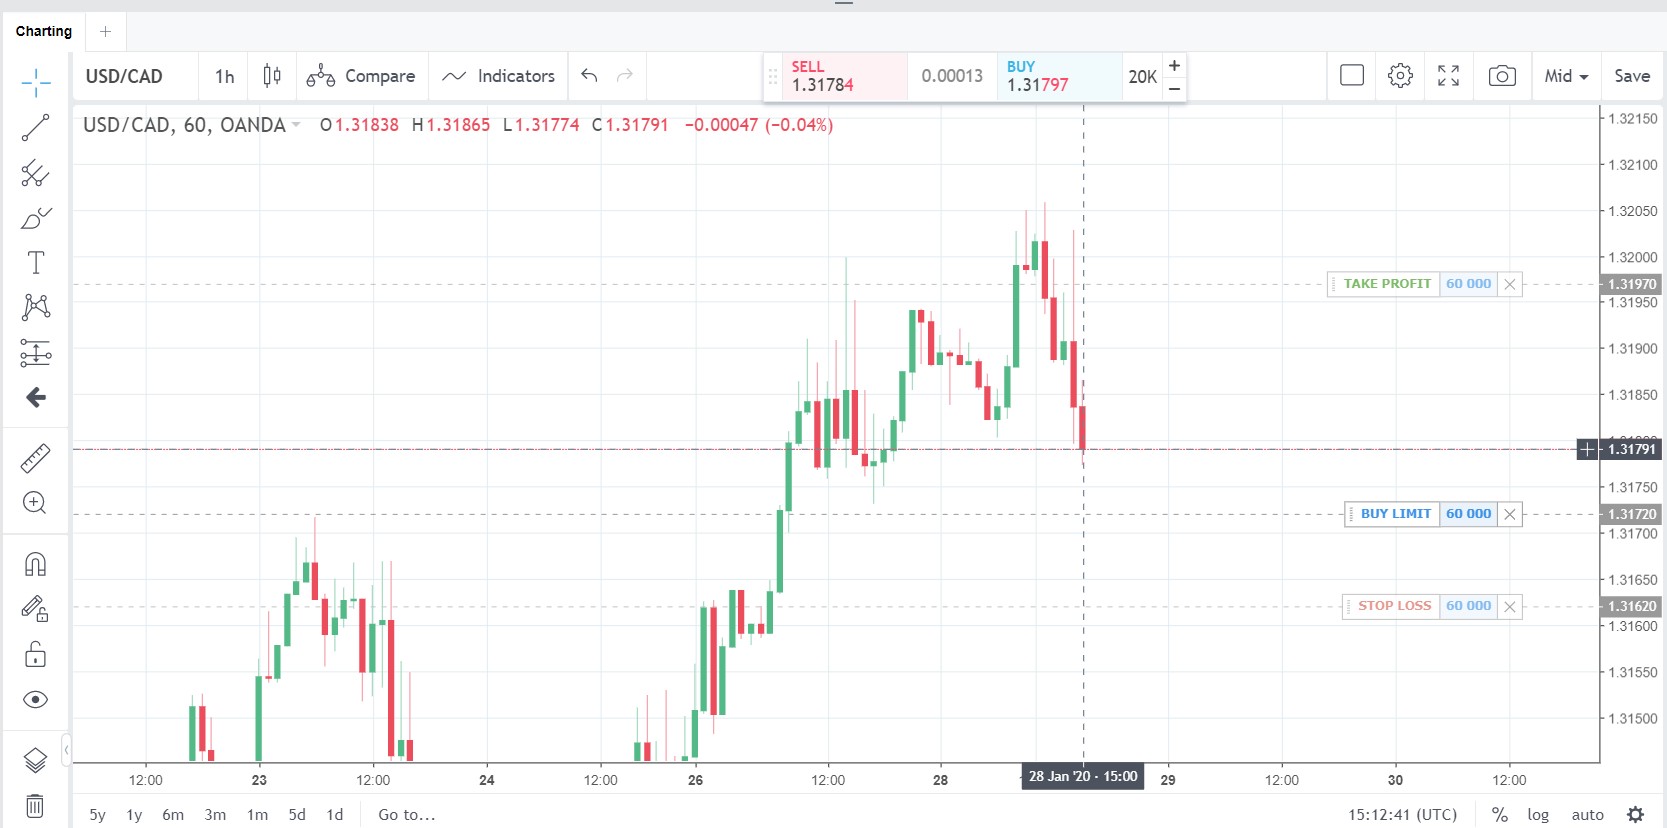 Charting +
USD/CAD 1h Compare Indicators SELL 1.31784 0.00013 BUY 1.31797 20K + − Mid Save
USD/CAD, 60, OANDA O1.31838 H1.31865 L1.31774 C1.31791 −0.00047 (−0.04%)
1.32150
1.32100
1.32050
1.32000
TAKE PROFIT 60 000 1.31970
1.31950
1.31900
1.31850
1.31791
1.31750
BUY LIMIT 60 000 1.31720
1.31700
1.31650
STOP LOSS 60 000 1.31620
1.31600
1.31550
1.31500
12:00 23 12:00 24 12:00 26 12:00 28 28 Jan '20 - 15:00 29 12:00 30 12:00
5y 1y 6m 3m 1m 5d 1d Go to... 15:12:41 (UTC) % log auto